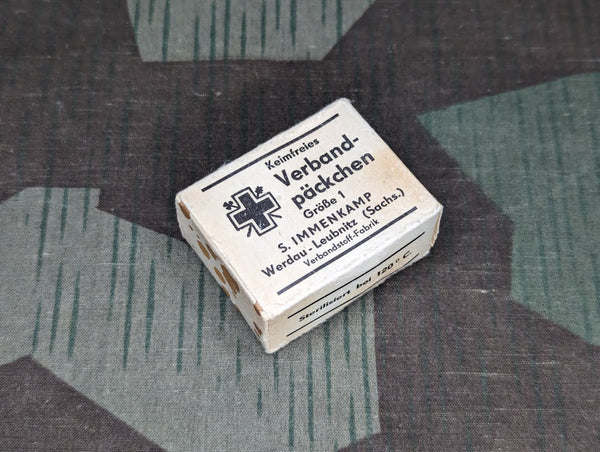 Keimfreies
Verband-
päckchen
Größe 1
S. IMMENKAMP
Werdau-Leubnitz (Sachs.)
Verbandstoff-Fabrik
Sterilisiert bei 120° C.